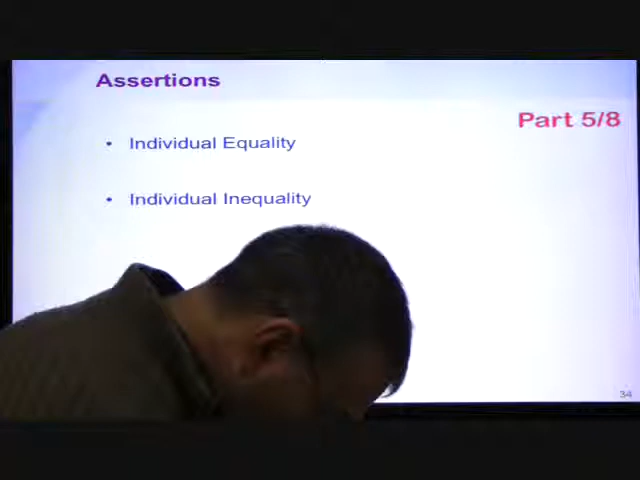 Assertions
Part 5/8
• Individual Equality
• Individual Inequality
34